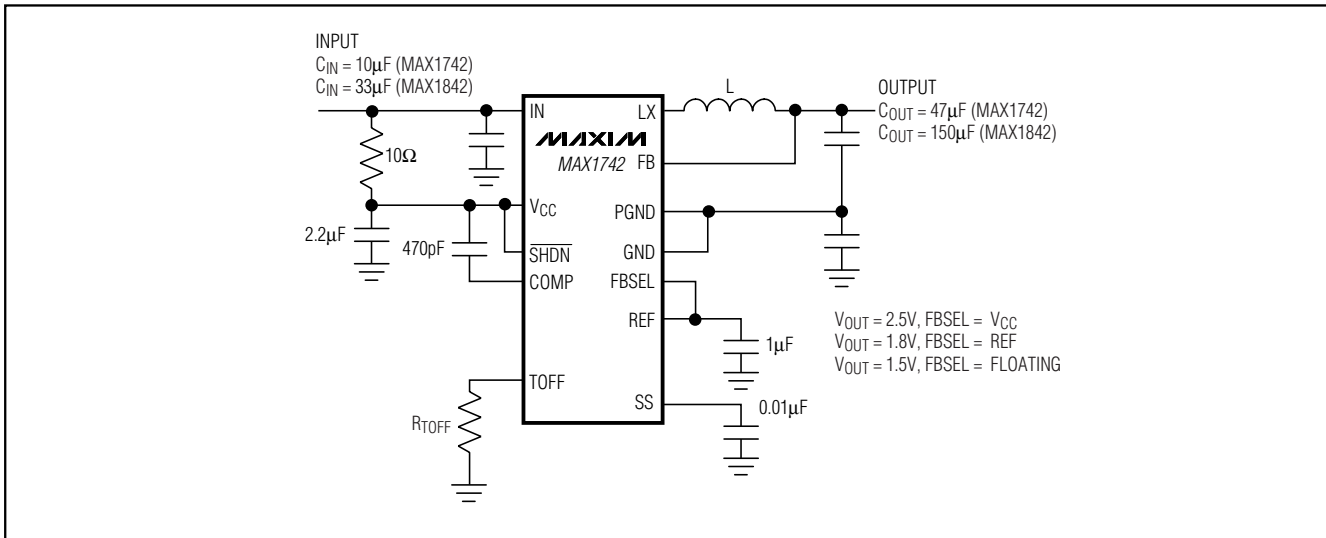 INPUT
C_IN = 10μF (MAX1742)
C_IN = 33μF (MAX1842)
L
OUTPUT
C_OUT = 47μF (MAX1742)
C_OUT = 150μF (MAX1842)
IN
LX
MAXIM
MAX1742
FB
10Ω
V_CC
PGND
2.2μF
470pF
SHDN
GND
COMP
FBSEL
REF
V_OUT = 2.5V, FBSEL = V_CC
V_OUT = 1.8V, FBSEL = REF
V_OUT = 1.5V, FBSEL = FLOATING
1μF
TOFF
SS
0.01μF
R_TOFF